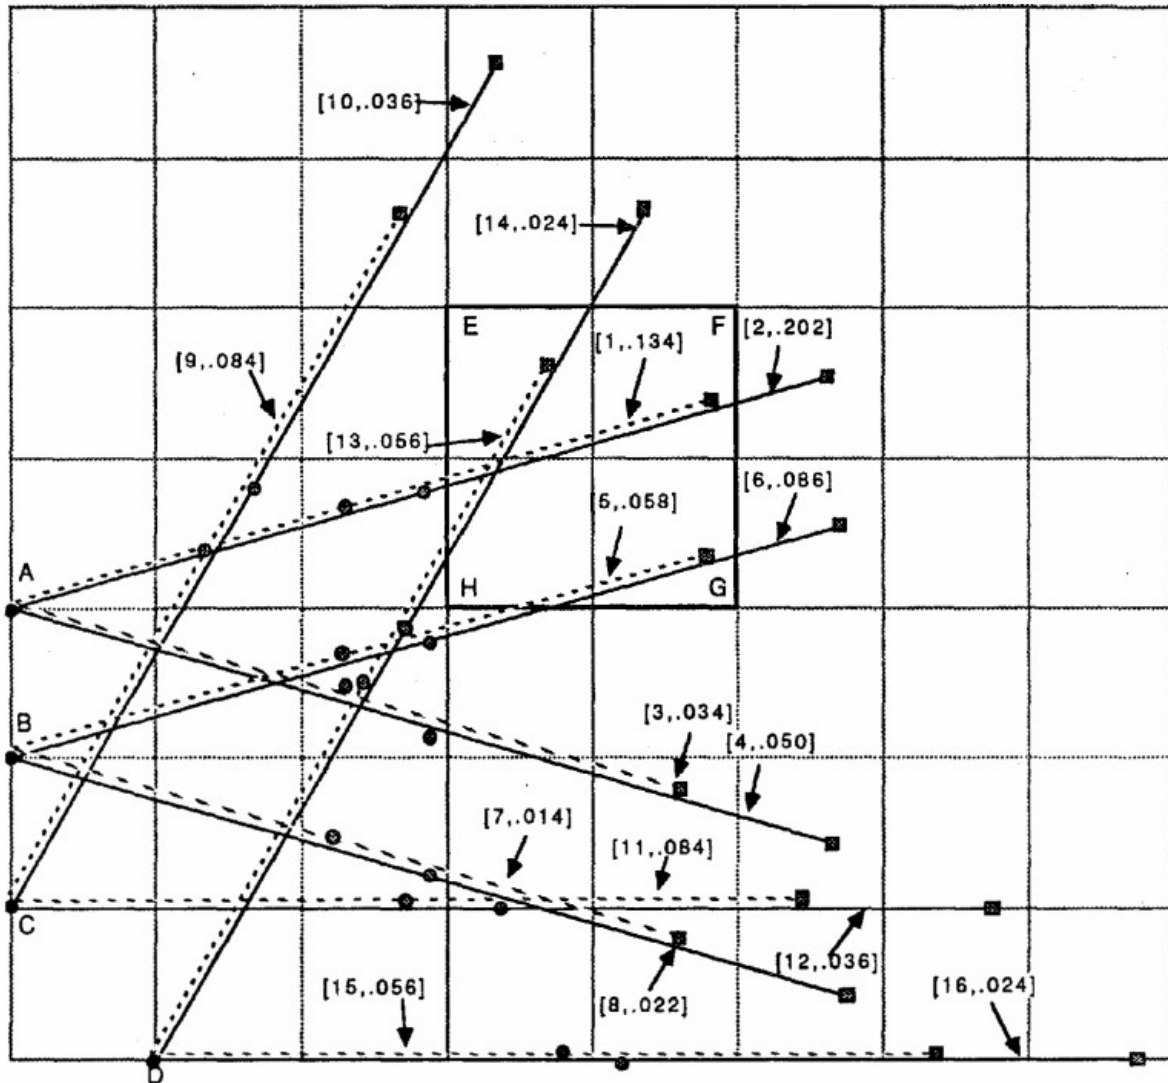 [10,.036]
[14,.024]
E
F
[2,.202]
[1,.134]
[9,.084]
[13,.056]
[5,.058]
[6,.086]
A
H
G
B
[3,.034]
[4,.050]
[7,.014]
[11,.084]
C
[12,.036]
[15,.056]
[8,.022]
[16,.024]
D